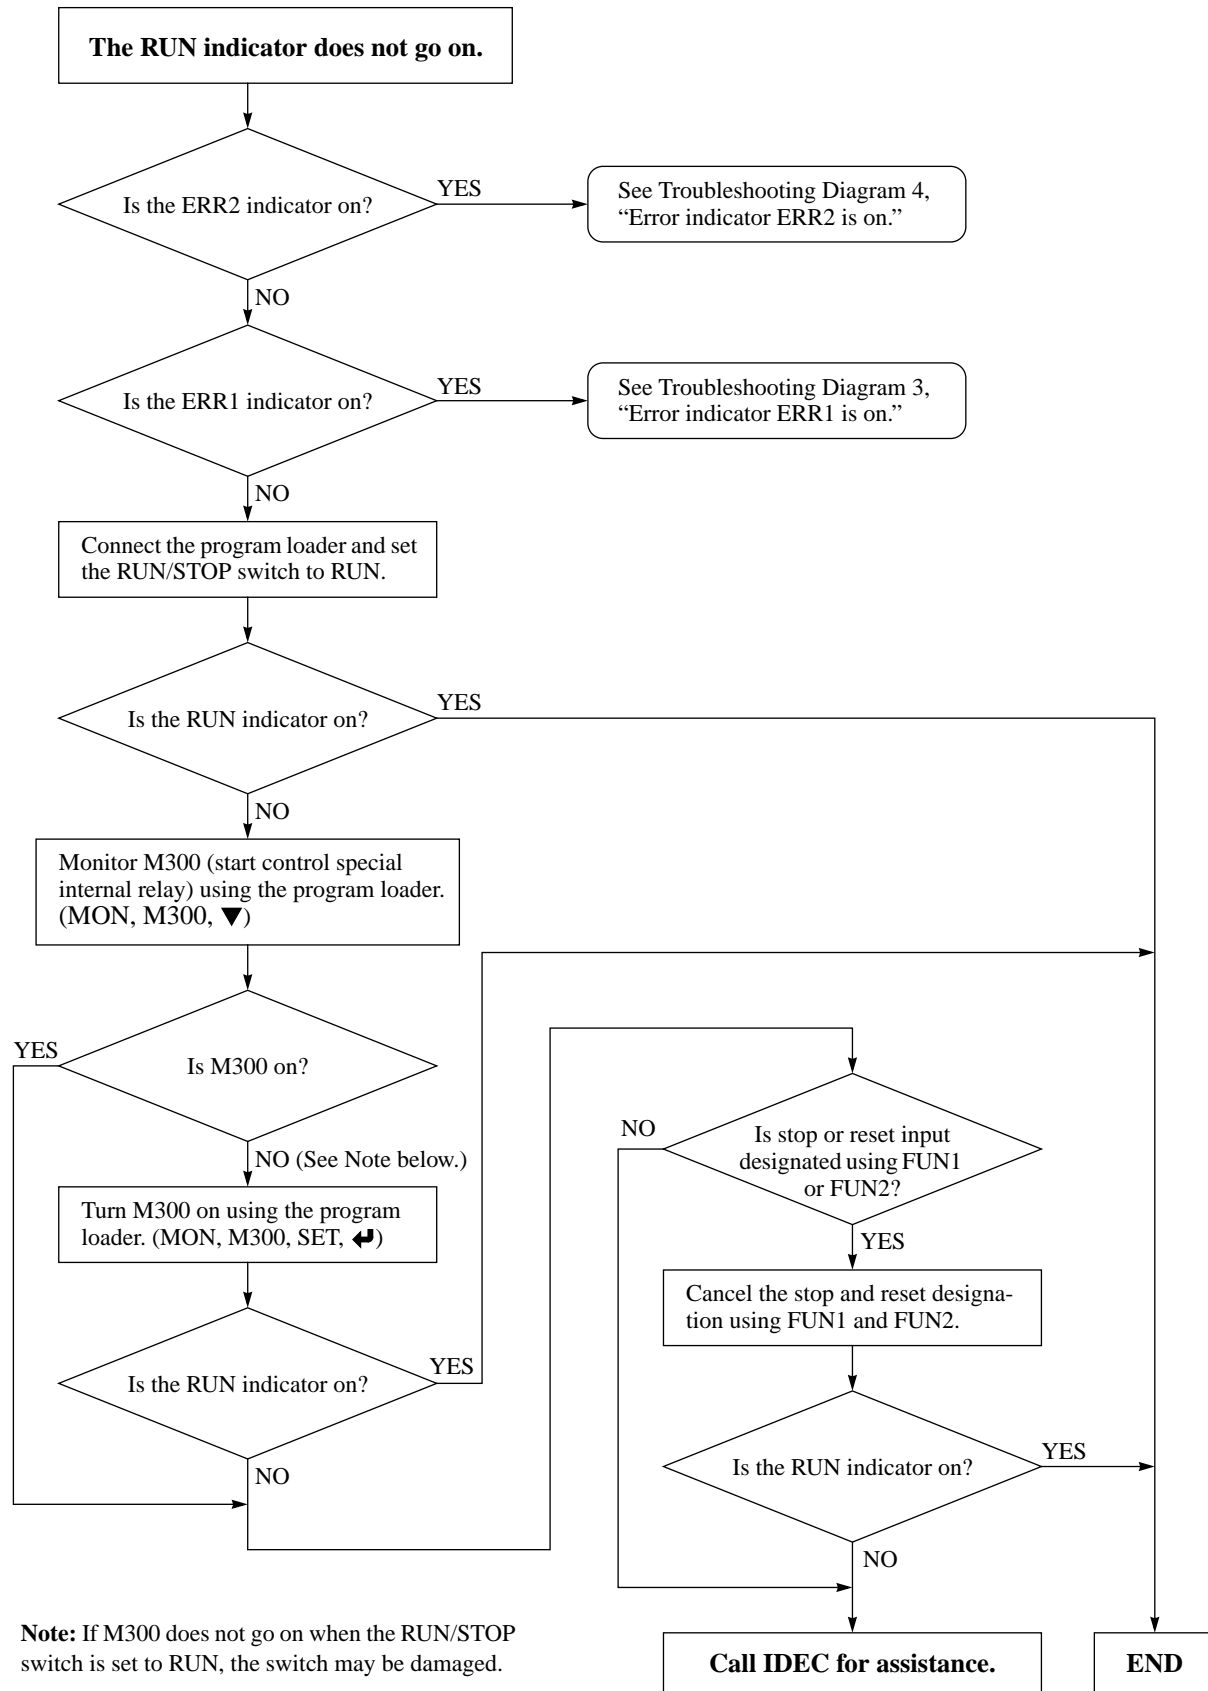 The RUN indicator does not go on.
Is the ERR2 indicator on?
YES
See Troubleshooting Diagram 4,
“Error indicator ERR2 is on.”
NO
Is the ERR1 indicator on?
YES
See Troubleshooting Diagram 3,
“Error indicator ERR1 is on.”
NO
Connect the program loader and set
the RUN/STOP switch to RUN.
Is the RUN indicator on?
YES
NO
Monitor M300 (start control special
internal relay) using the program loader.
(MON, M300, ▼)
Is M300 on?
YES
NO (See Note below.)
Turn M300 on using the program
loader. (MON, M300, SET, ↵)
Is the RUN indicator on?
YES
NO
Is stop or reset input
designated using FUN1
or FUN2?
NO
YES
Cancel the stop and reset designa-
tion using FUN1 and FUN2.
Is the RUN indicator on?
YES
NO
Note: If M300 does not go on when the RUN/STOP
switch is set to RUN, the switch may be damaged.
Call IDEC for assistance.
END